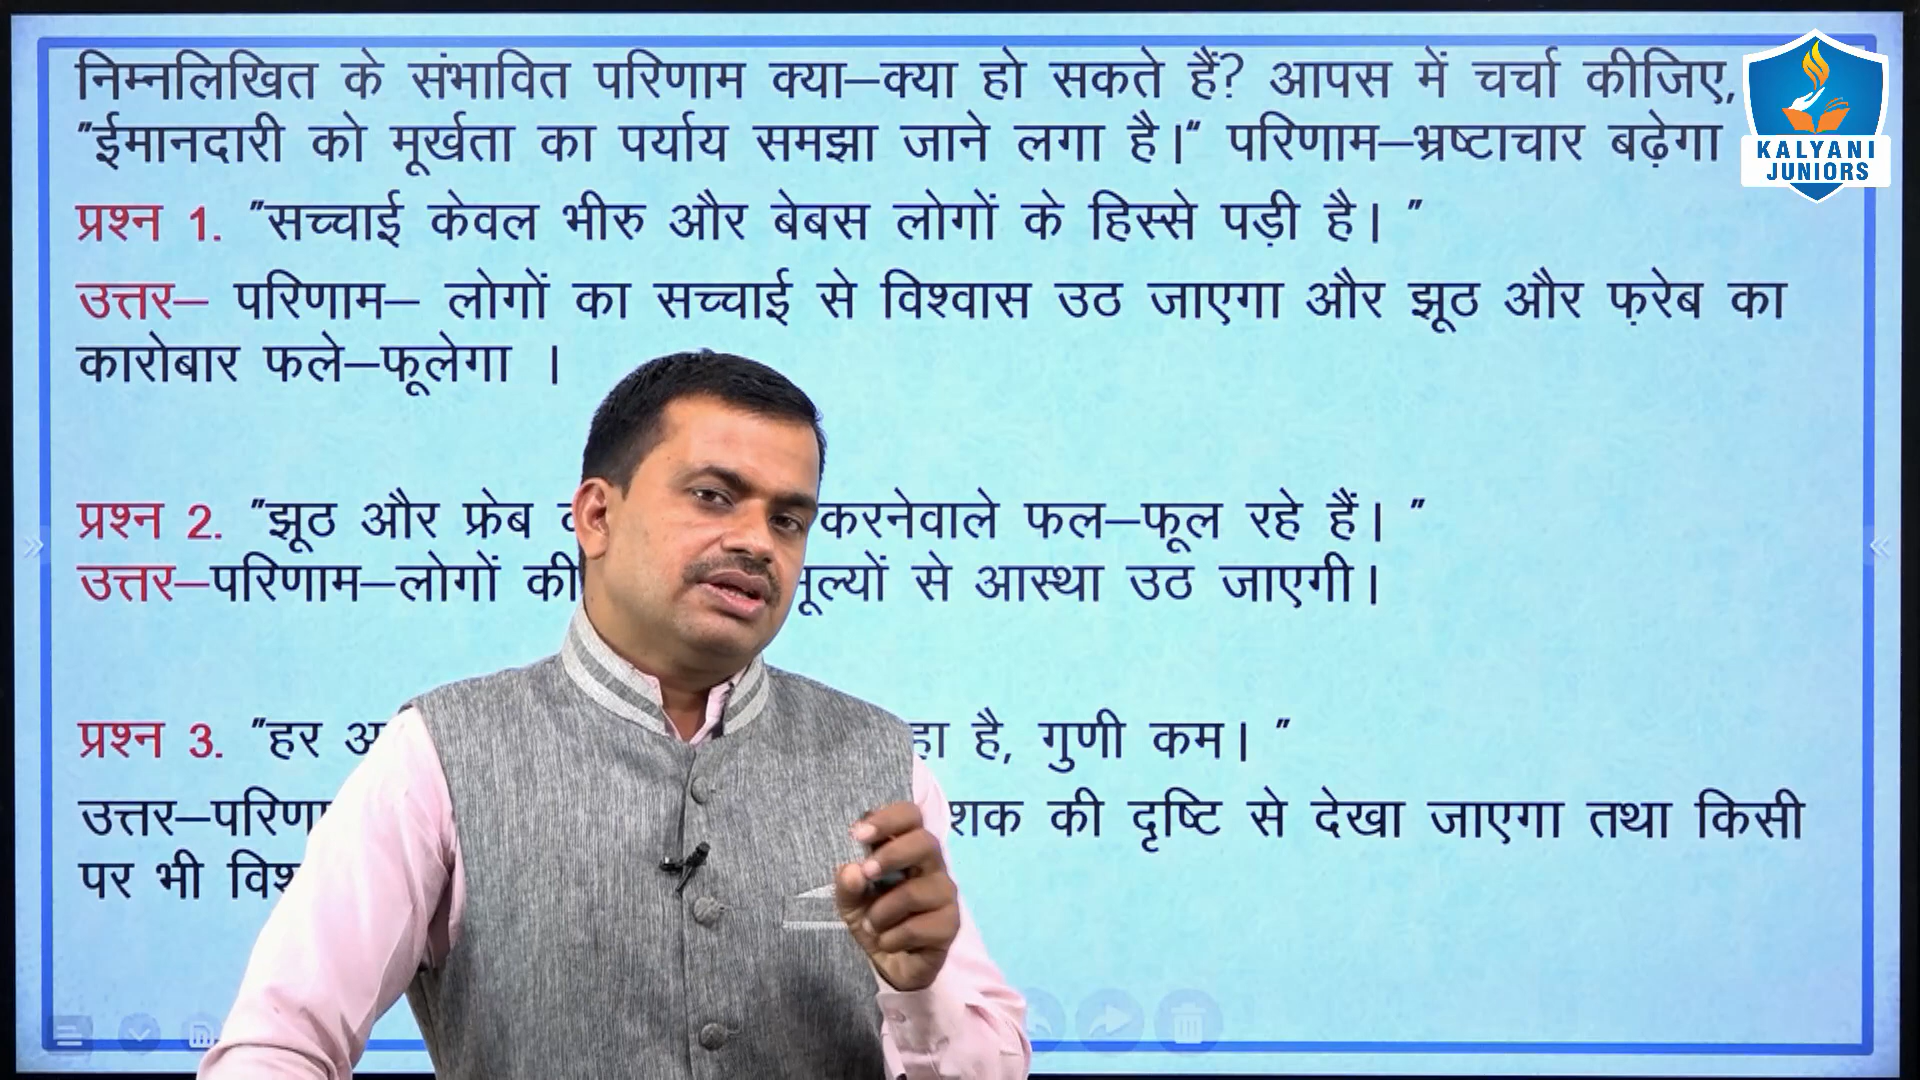 निम्नलिखित के संभावित परिणाम क्या–क्या हो सकते हैं? आपस में चर्चा कीजिए,
"ईमानदारी को मूर्खता का पर्याय समझा जाने लगा है।" परिणाम–भ्रष्टाचार बढ़ेगा
KALYANI
JUNIORS
प्रश्न 1. "सच्चाई केवल भीरु और बेबस लोगों के हिस्से पड़ी है। "
उत्तर– परिणाम– लोगों का सच्चाई से विश्वास उठ जाएगा और झूठ और फ़रेब का
कारोबार फले–फूलेगा ।
प्रश्न 2. "झूठ और फ्रेब करनेवाले फल–फूल रहे हैं। "
उत्तर–परिणाम–लोगों की से आस्था उठ जाएगी।
प्रश्न 3. "हर है, गुणी कम। "
उत्तर– की दृष्टि से देखा जाएगा तथा किसी
पर भी